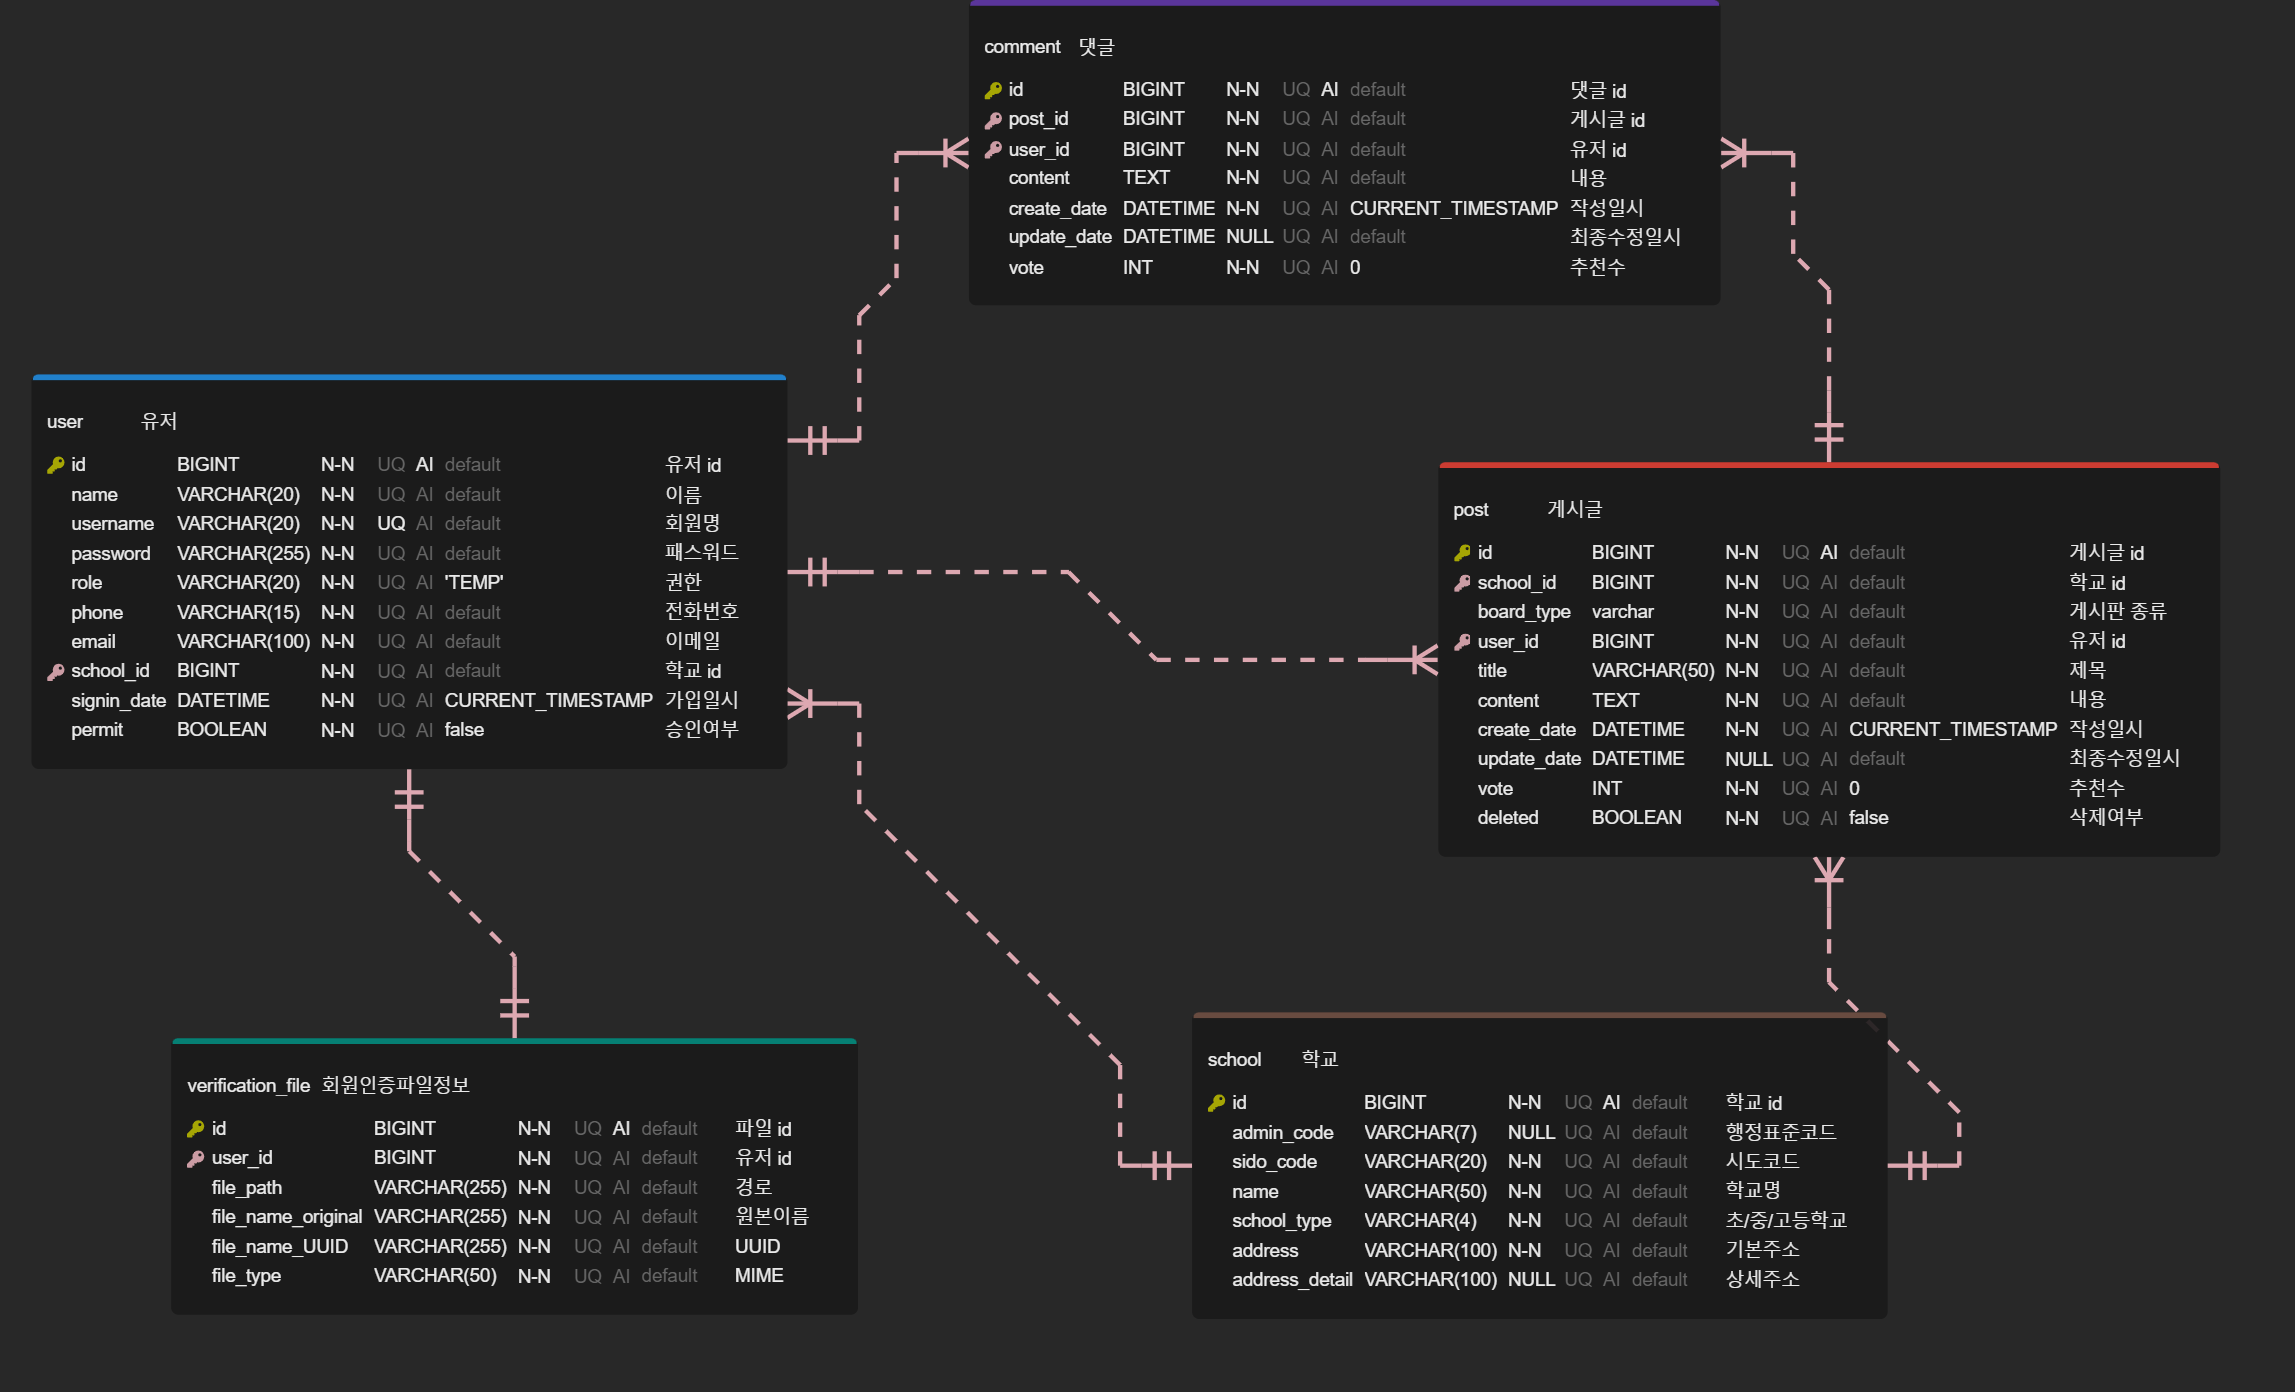 comment 댓글
id BIGINT N-N UQ AI default 댓글 id
post_id BIGINT N-N UQ AI default 게시글 id
user_id BIGINT N-N UQ AI default 유저 id
content TEXT N-N UQ AI default 내용
create_date DATETIME N-N UQ AI CURRENT_TIMESTAMP 작성일시
update_date DATETIME NULL UQ AI default 최종수정일시
vote INT N-N UQ AI 0 추천수
user 유저
id BIGINT N-N UQ AI default 유저 id
name VARCHAR(20) N-N UQ AI default 이름
username VARCHAR(20) N-N UQ AI default 회원명
password VARCHAR(255) N-N UQ AI default 패스워드
role VARCHAR(20) N-N UQ AI 'TEMP' 권한
phone VARCHAR(15) N-N UQ AI default 전화번호
email VARCHAR(100) N-N UQ AI default 이메일
school_id BIGINT N-N UQ AI default 학교 id
signin_date DATETIME N-N UQ AI CURRENT_TIMESTAMP 가입일시
permit BOOLEAN N-N UQ AI false 승인여부
post 게시글
id BIGINT N-N UQ AI default 게시글 id
school_id BIGINT N-N UQ AI default 학교 id
board_type varchar N-N UQ AI default 게시판 종류
user_id BIGINT N-N UQ AI default 유저 id
title VARCHAR(50) N-N UQ AI default 제목
content TEXT N-N UQ AI default 내용
create_date DATETIME N-N UQ AI CURRENT_TIMESTAMP 작성일시
update_date DATETIME NULL UQ AI default 최종수정일시
vote INT N-N UQ AI 0 추천수
deleted BOOLEAN N-N UQ AI false 삭제여부
verification_file 회원인증파일정보
id BIGINT N-N UQ AI default 파일 id
user_id BIGINT N-N UQ AI default 유저 id
file_path VARCHAR(255) N-N UQ AI default 경로
file_name_original VARCHAR(255) N-N UQ AI default 원본이름
file_name_UUID VARCHAR(255) N-N UQ AI default UUID
file_type VARCHAR(50) N-N UQ AI default MIME
school 학교
id BIGINT N-N UQ AI default 학교 id
admin_code VARCHAR(7) NULL UQ AI default 행정표준코드
sido_code VARCHAR(20) N-N UQ AI default 시도코드
name VARCHAR(50) N-N UQ AI default 학교명
school_type VARCHAR(4) N-N UQ AI default 초/중/고등학교
address VARCHAR(100) N-N UQ AI default 기본주소
address_detail VARCHAR(100) NULL UQ AI default 상세주소